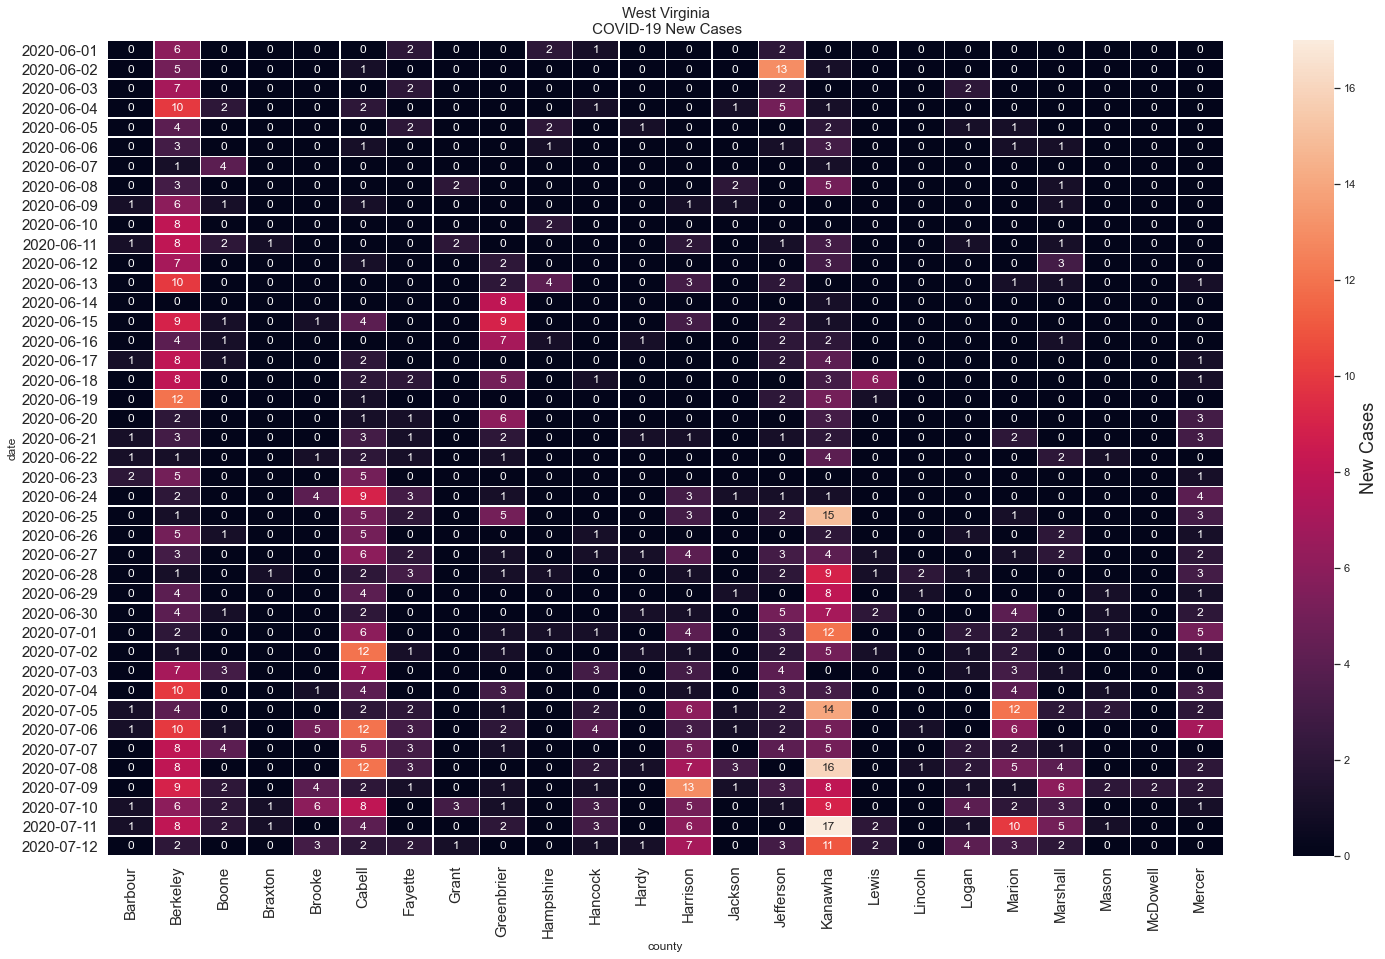 West Virginia
COVID-19 New Cases
2020-06-01 0 6 0 0 0 0 2 0 0 2 1 0 0 0 2 0 0 0 0 0 0 0 0 0
2020-06-02 0 5 0 0 0 1 0 0 0 0 0 0 0 0 13 1 0 0 0 0 0 0 0 0
2020-06-03 0 7 0 0 0 0 2 0 0 0 0 0 0 0 2 0 0 0 2 0 0 0 0 0
2020-06-04 0 10 2 0 0 2 0 0 0 0 1 0 0 1 5 1 0 0 0 0 0 0 0 0
2020-06-05 0 4 0 0 0 0 2 0 0 2 0 1 0 0 0 2 0 0 1 1 0 0 0 0
2020-06-06 0 3 0 0 0 1 0 0 0 1 0 0 0 0 1 3 0 0 0 1 1 0 0 0
2020-06-07 0 1 4 0 0 0 0 0 0 0 0 0 0 0 0 1 0 0 0 0 0 0 0 0
2020-06-08 0 3 0 0 0 0 0 2 0 0 0 0 0 2 0 5 0 0 0 0 1 0 0 0
2020-06-09 1 6 1 0 0 1 0 0 0 0 0 0 1 1 0 0 0 0 0 0 1 0 0 0
2020-06-10 0 8 0 0 0 0 0 0 0 2 0 0 0 0 0 0 0 0 0 0 0 0 0 0
2020-06-11 1 8 2 1 0 0 0 2 0 0 0 0 2 0 1 3 0 0 1 0 1 0 0 0
2020-06-12 0 7 0 0 0 1 0 0 2 0 0 0 0 0 0 3 0 0 0 0 3 0 0 0
2020-06-13 0 10 0 0 0 0 0 0 2 4 0 0 3 0 2 0 0 0 0 1 1 0 0 1
2020-06-14 0 0 0 0 0 0 0 0 8 0 0 0 0 0 0 1 0 0 0 0 0 0 0 0
2020-06-15 0 9 1 0 1 4 0 0 9 0 0 0 3 0 2 1 0 0 0 0 0 0 0 0
2020-06-16 0 4 1 0 0 0 0 0 7 1 0 1 0 0 2 2 0 0 0 0 1 0 0 0
2020-06-17 1 8 1 0 0 2 0 0 0 0 0 0 0 0 2 4 0 0 0 0 0 0 0 1
2020-06-18 0 8 0 0 0 2 2 0 5 0 1 0 0 0 0 3 6 0 0 0 0 0 0 1
2020-06-19 0 12 0 0 0 1 0 0 0 0 0 0 0 0 2 5 1 0 0 0 0 0 0 0
2020-06-20 0 2 0 0 0 1 1 0 6 0 0 0 0 0 0 3 0 0 0 0 0 0 0 3
2020-06-21 1 3 0 0 0 3 1 0 2 0 0 1 1 0 1 2 0 0 0 2 0 0 0 3
2020-06-22 1 1 0 0 1 2 1 0 1 0 0 0 0 0 0 4 0 0 0 0 2 1 0 0
2020-06-23 2 5 0 0 0 5 0 0 0 0 0 0 0 0 0 0 0 0 0 0 0 0 0 1
2020-06-24 0 2 0 0 4 9 3 0 1 0 0 0 3 1 1 1 0 0 0 0 0 0 0 4
2020-06-25 0 1 0 0 0 5 2 0 5 0 0 0 3 0 2 15 0 0 0 1 0 0 0 3
2020-06-26 0 5 1 0 0 5 0 0 0 0 1 0 0 0 0 2 0 0 1 0 2 0 0 1
2020-06-27 0 3 0 0 0 6 2 0 1 0 1 1 4 0 3 4 1 0 0 1 2 0 0 2
2020-06-28 0 1 0 1 0 2 3 0 1 1 0 0 1 0 2 9 1 2 1 0 0 0 0 3
2020-06-29 0 4 0 0 0 4 0 0 0 0 0 0 0 1 0 8 0 1 0 0 0 1 0 1
2020-06-30 0 4 1 0 0 2 0 0 0 0 0 1 1 0 5 7 2 0 0 4 0 1 0 2
2020-07-01 0 2 0 0 0 6 0 0 1 1 1 0 4 0 3 12 0 0 2 2 1 1 0 5
2020-07-02 0 1 0 0 0 12 1 0 1 0 0 1 1 0 2 5 1 0 1 2 0 0 0 1
2020-07-03 0 7 3 0 0 7 0 0 0 0 3 0 3 0 4 0 0 0 1 3 1 0 0 0
2020-07-04 0 10 0 0 1 4 0 0 3 0 0 0 1 0 3 3 0 0 0 4 0 1 0 3
2020-07-05 1 4 0 0 0 2 2 0 1 0 2 0 6 1 2 14 0 0 0 12 2 2 0 2
2020-07-06 1 10 1 0 5 12 3 0 2 0 4 0 3 1 2 5 0 1 0 6 0 0 0 7
2020-07-07 0 8 4 0 0 5 3 0 1 0 0 0 5 0 4 5 0 0 2 2 1 0 0 0
2020-07-08 0 8 0 0 0 12 3 0 0 0 2 1 7 3 0 16 0 1 2 5 4 0 0 2
2020-07-09 0 9 2 0 4 2 1 0 1 0 1 0 13 1 3 8 0 0 1 1 6 2 2 2
2020-07-10 1 6 2 1 6 8 0 3 1 0 3 0 5 0 1 9 0 0 4 2 3 0 0 1
2020-07-11 1 8 2 1 0 4 0 0 2 0 3 0 6 0 0 17 2 0 1 10 5 1 0 0
2020-07-12 0 2 0 0 3 2 2 1 0 0 1 1 7 0 3 11 2 0 4 3 2 0 0 0
date
Barbour Berkeley Boone Braxton Brooke Cabell Fayette Grant Greenbrier Hampshire Hancock Hardy Harrison Jackson Jefferson Kanawha Lewis Lincoln Logan Marion Marshall Mason McDowell Mercer
county
16
14
12
10
8
6
4
2
0
New Cases